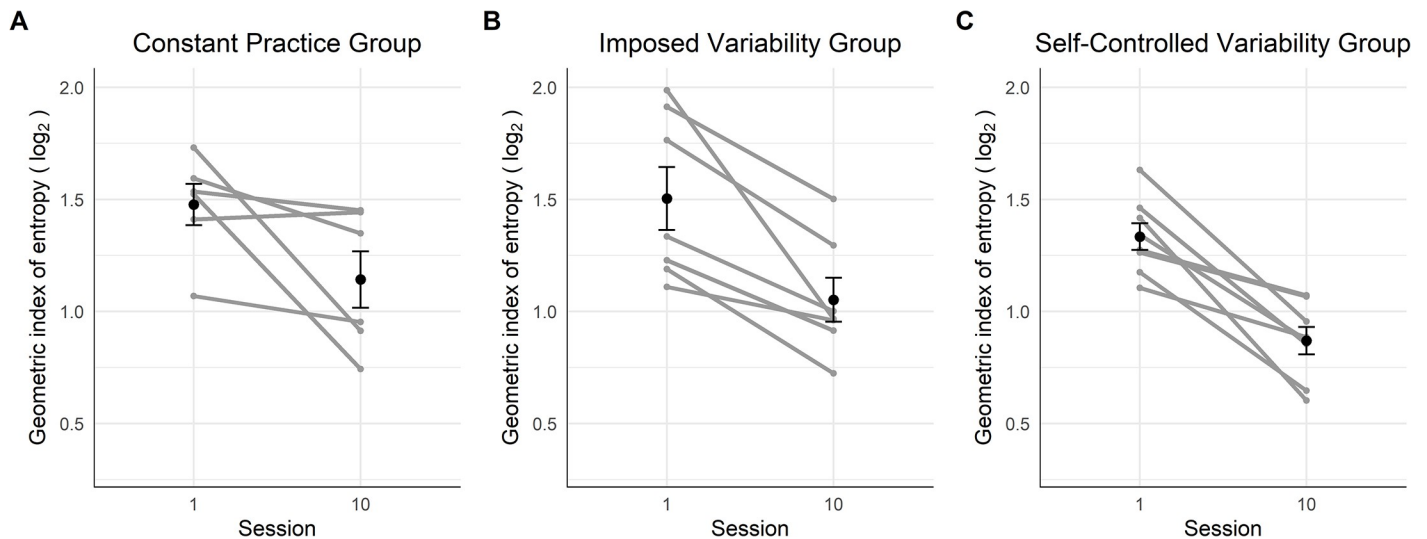 A
Constant Practice Group
Geometric index of entropy ( log2 )
2.0
1.5
1.0
0.5
1 10
Session
B
Imposed Variability Group
Geometric index of entropy ( log2 )
2.0
1.5
1.0
0.5
1 10
Session
C
Self-Controlled Variability Group
Geometric index of entropy ( log2 )
2.0
1.5
1.0
0.5
1 10
Session